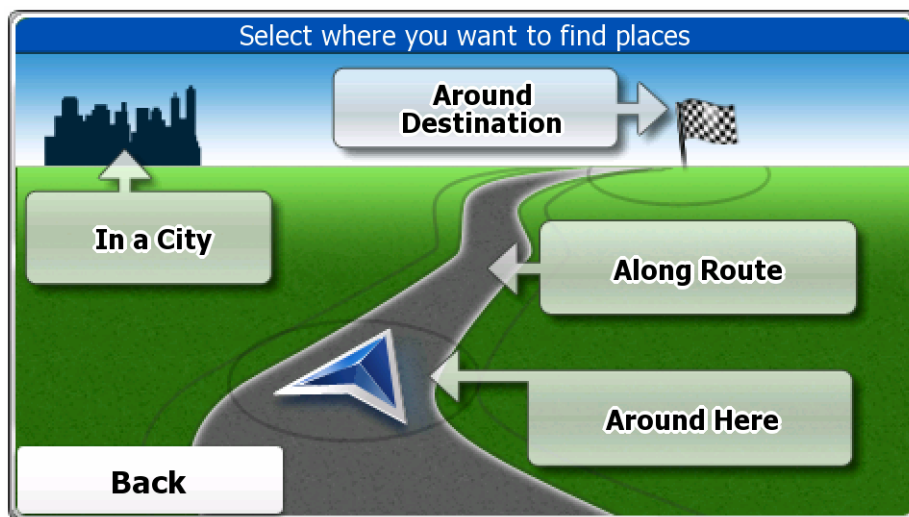 Select where you want to find places
Around
Destination
In a City
Along Route
Around Here
Back